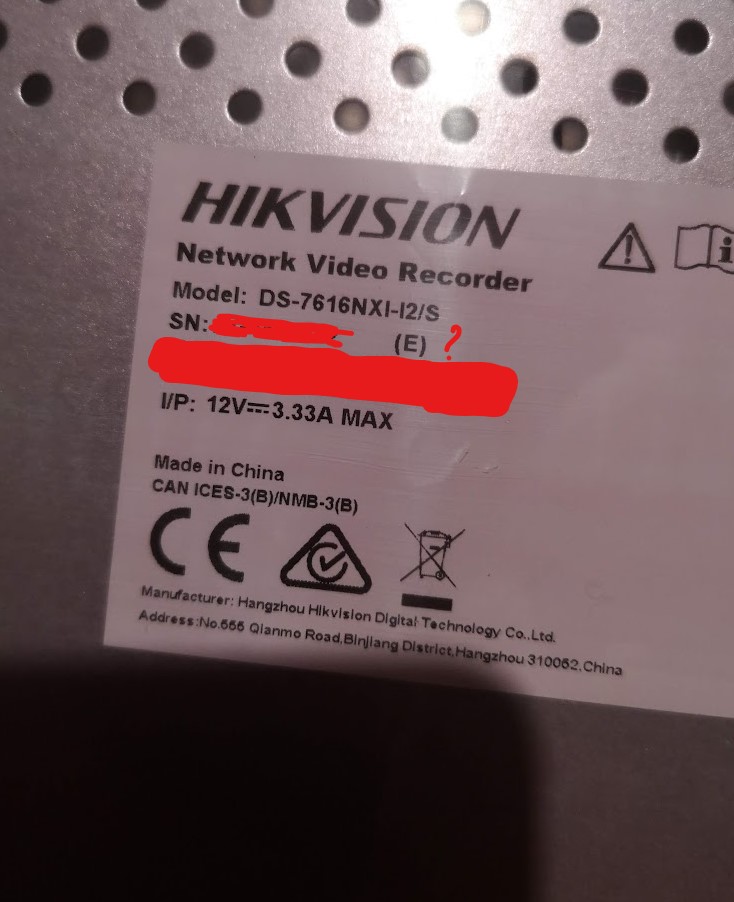 HIKVISION
Network Video Recorder
Model: DS-7616NXI-I2/S
SN: (E) ?
I/P: 12V⎓3.33A MAX
Made in China
CAN ICES-3(B)/NMB-3(B)
CE
Manufacturer: Hangzhou Hikvision Digital Technology Co.,Ltd.
Address:No.555 Qianmo Road,Binjiang District,Hangzhou 310052,China